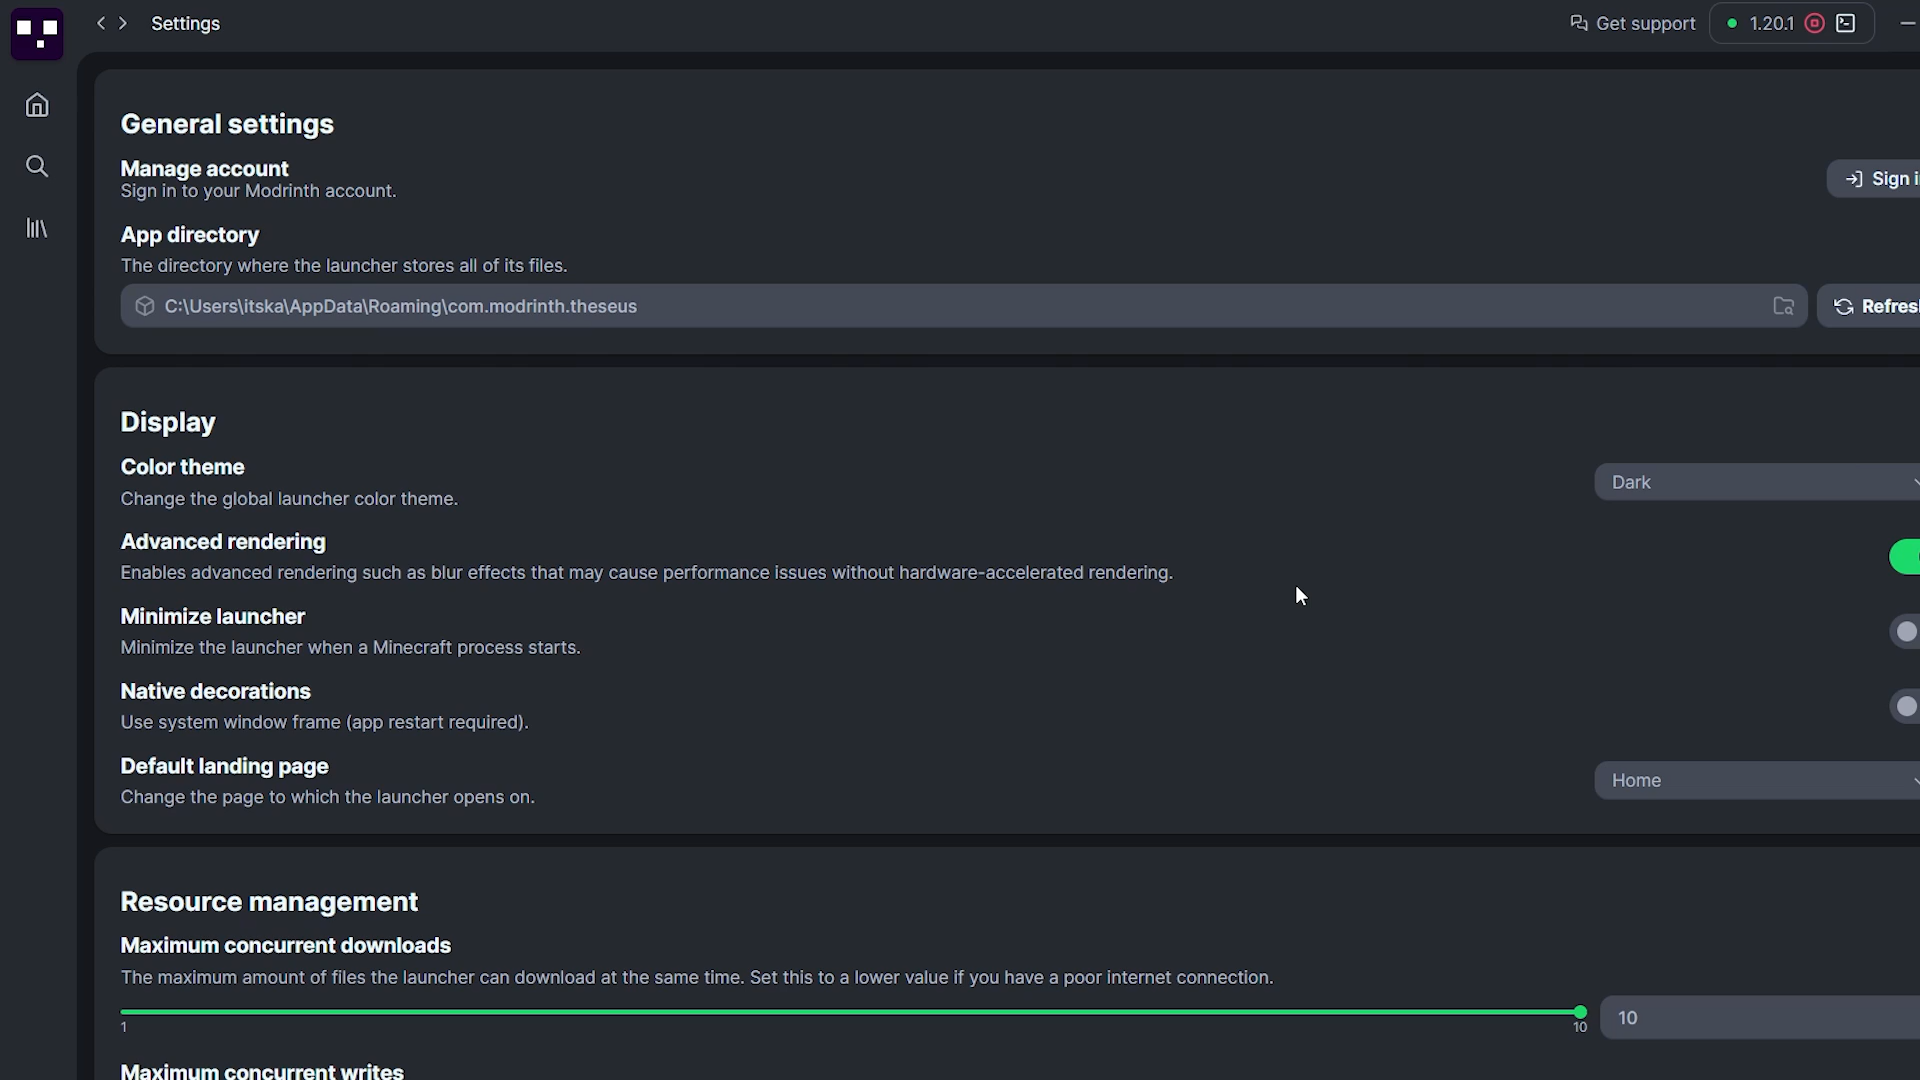 Settings
Get support
1.20.1
General settings
Manage account
Sign in to your Modrinth account.
Sign i
App directory
The directory where the launcher stores all of its files.
C:\Users\itska\AppData\Roaming\com.modrinth.theseus
Refres
Display
Color theme
Change the global launcher color theme.
Dark
Advanced rendering
Enables advanced rendering such as blur effects that may cause performance issues without hardware-accelerated rendering.
Minimize launcher
Minimize the launcher when a Minecraft process starts.
Native decorations
Use system window frame (app restart required).
Default landing page
Change the page to which the launcher opens on.
Home
Resource management
Maximum concurrent downloads
The maximum amount of files the launcher can download at the same time. Set this to a lower value if you have a poor internet connection.
1
10
10
Maximum concurrent writes